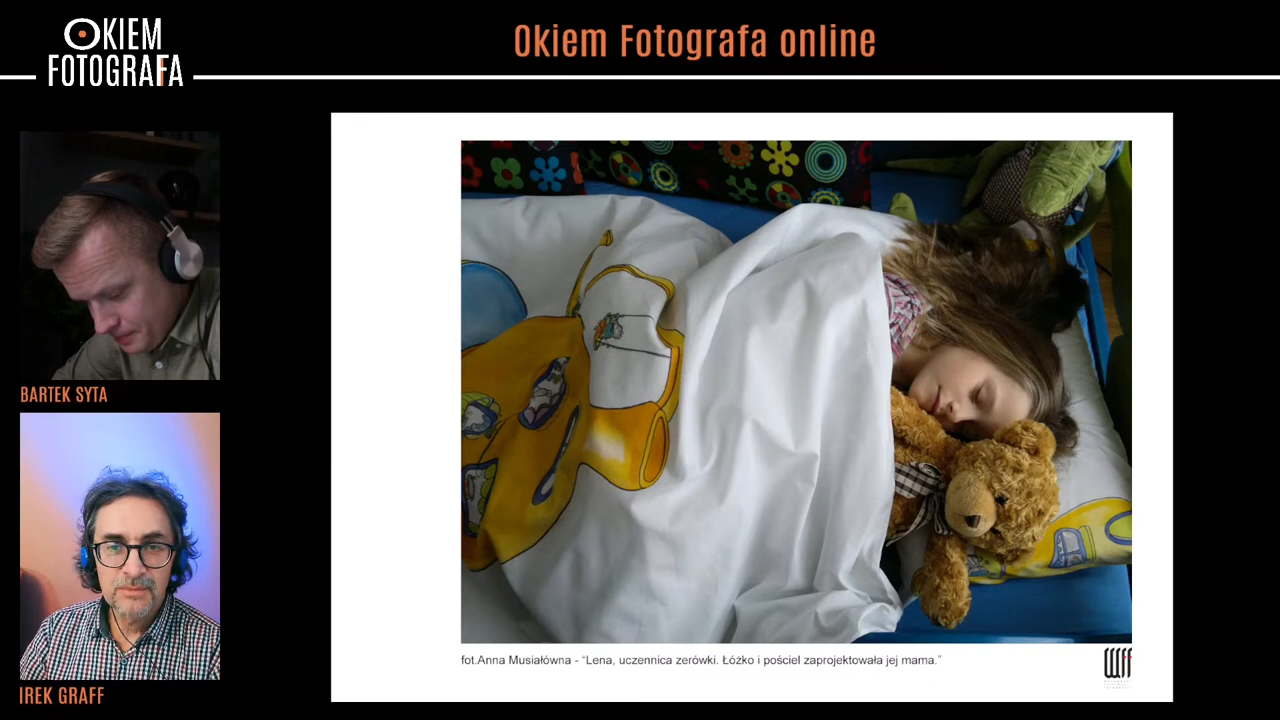 OKIEM
FOTOGRAFA
Okiem Fotografa online
BARTEK SYTA
IREK GRAFF
fot.Anna Musiałówna - “Lena, uczennica zerówki. Łóżko i pościel zaprojektowała jej mama.”